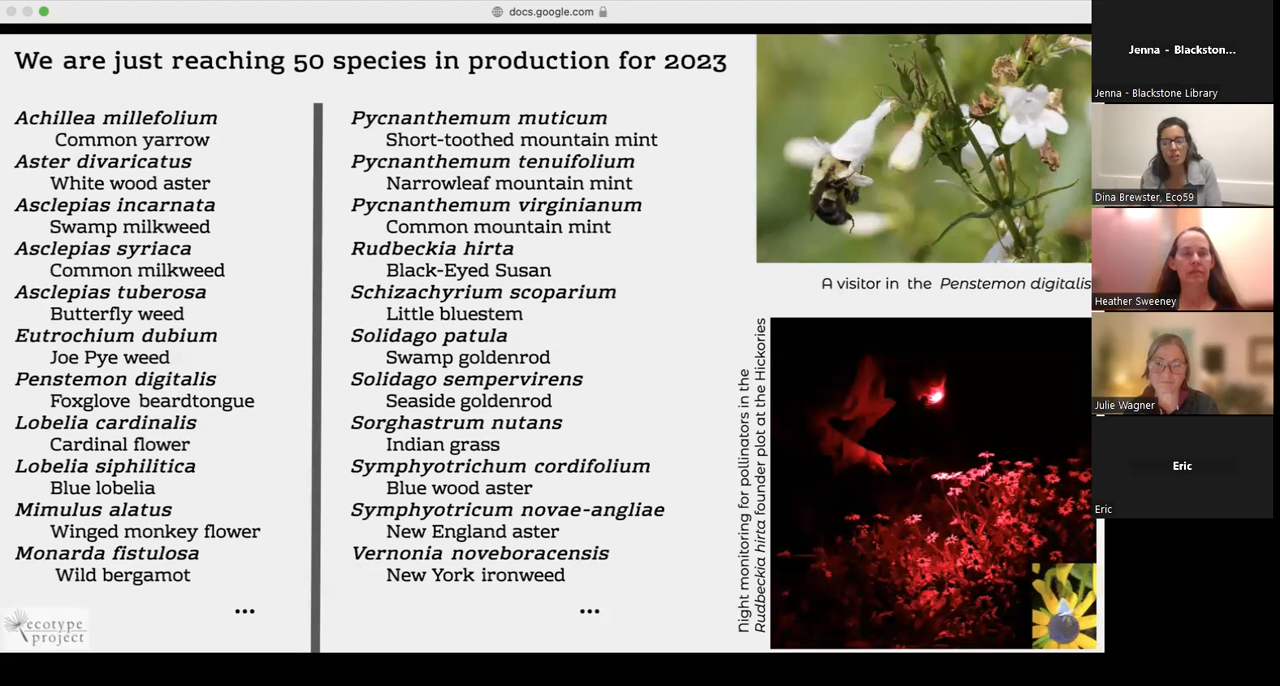 docs.google.com
We are just reaching 50 species in production for 2023
Achillea millefolium
Common yarrow
Aster divaricatus
White wood aster
Asclepias incarnata
Swamp milkweed
Asclepias syriaca
Common milkweed
Asclepias tuberosa
Butterfly weed
Eutrochium dubium
Joe Pye weed
Penstemon digitalis
Foxglove beardtongue
Lobelia cardinalis
Cardinal flower
Lobelia siphilitica
Blue lobelia
Mimulus alatus
Winged monkey flower
Monarda fistulosa
Wild bergamot
...
ecotype
project
Pycnanthemum muticum
Short-toothed mountain mint
Pycnanthemum tenuifolium
Narrowleaf mountain mint
Pycnanthenum virginianum
Common mountain mint
Rudbeckia hirta
Black-Eyed Susan
Schizachyrium scoparium
Little bluestem
Solidago patula
Swamp goldenrod
Solidago sempervirens
Seaside goldenrod
Sorghastrum nutans
Indian grass
Symphyotrichum cordifolium
Blue wood aster
Symphyotricum novae-angliae
New England aster
Vernonia noveboracensis
New York ironweed
...
A visitor in the Penstemon digitalis
Night monitoring for pollinators in the
Rudbeckia hirta founder plot at the Hickories
Jenna - Blackston...
Jenna - Blackstone Library
Dina Brewster, Eco59
Heather Sweeney
Julie Wagner
Eric
Eric